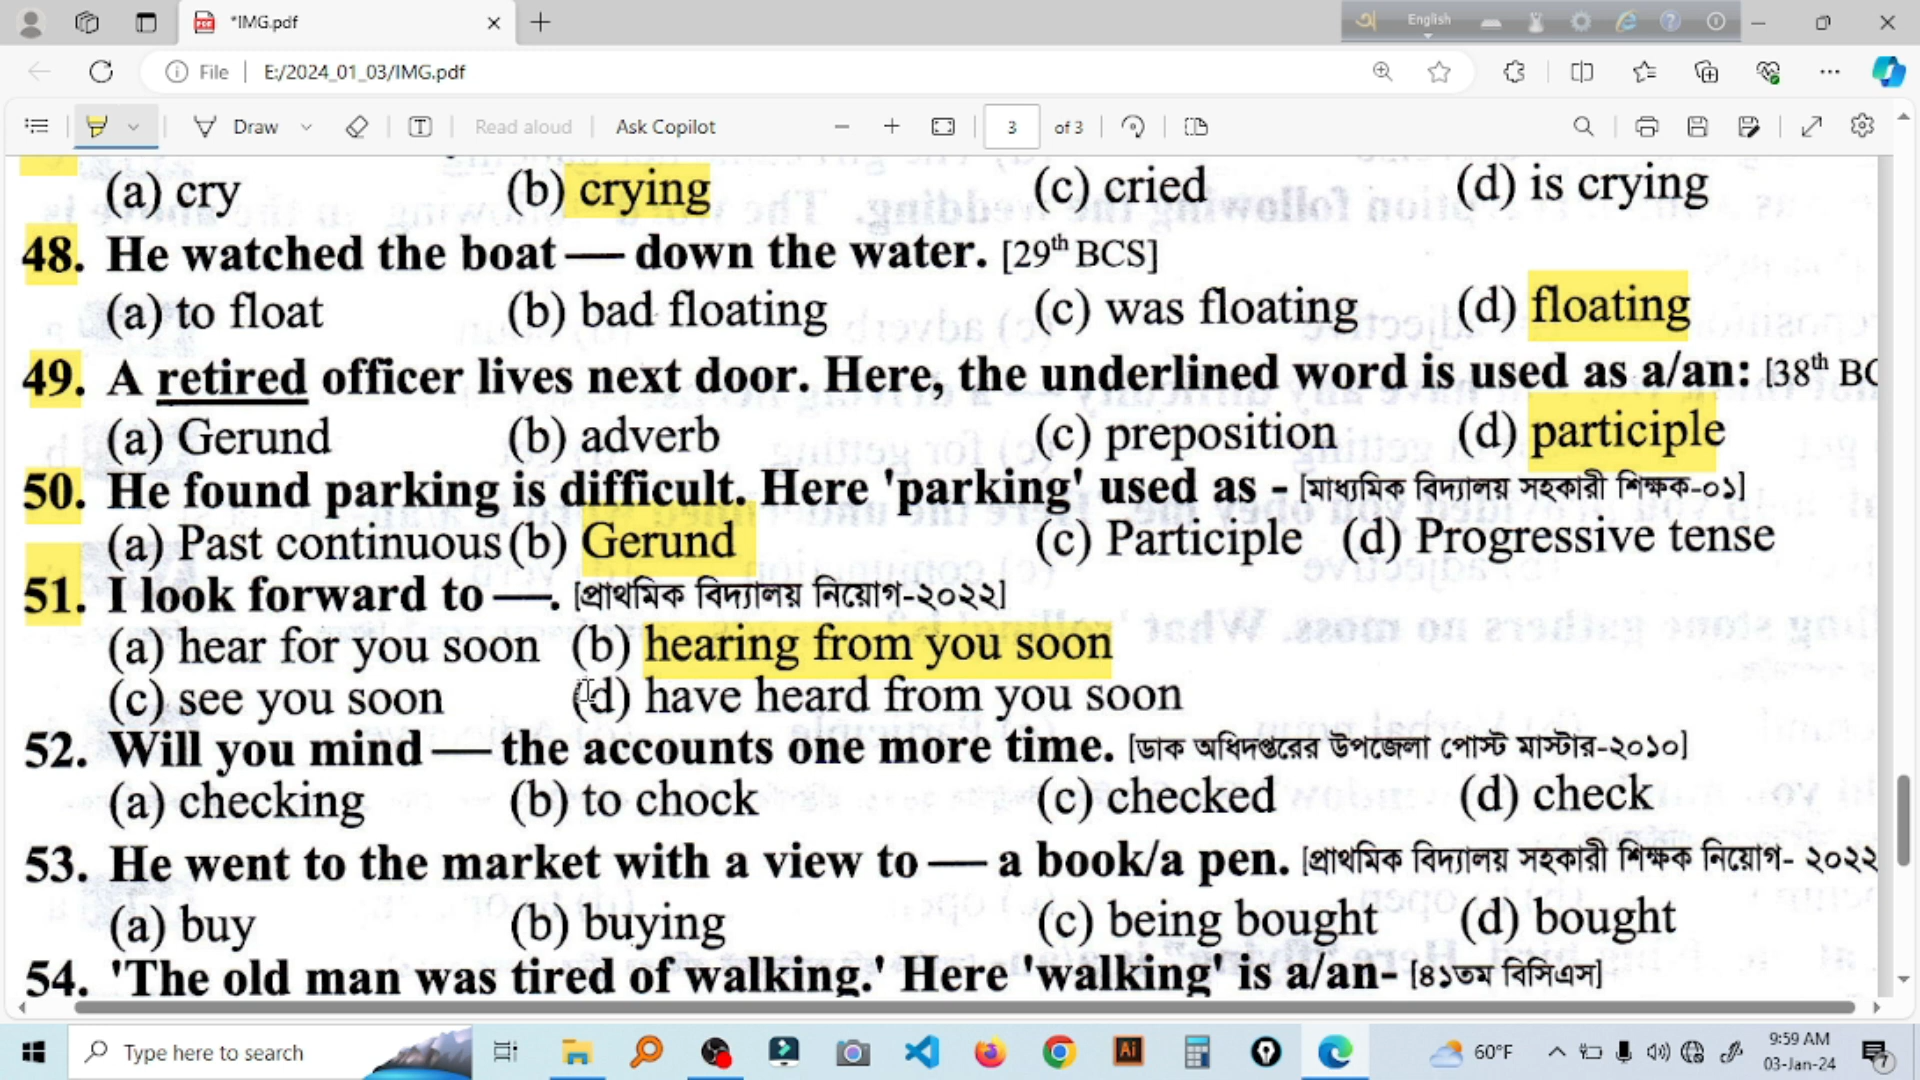 *IMG.pdf
English
File E:/2024_01_03/IMG.pdf
Draw Read aloud Ask Copilot 3 of 3
(a) cry (b) crying (c) cried (d) is crying
48. He watched the boat — down the water. [29th BCS]
(a) to float (b) bad floating (c) was floating (d) floating
49. A retired officer lives next door. Here, the underlined word is used as a/an: [38th BC
(a) Gerund (b) adverb (c) preposition (d) participle
50. He found parking is difficult. Here 'parking' used as - [মাধ্যমিক বিদ্যালয় সহকারী শিক্ষক-০১]
(a) Past continuous (b) Gerund (c) Participle (d) Progressive tense
51. I look forward to —. [প্রাথমিক বিদ্যালয় নিয়োগ-২০২২]
(a) hear for you soon (b) hearing from you soon
(c) see you soon (d) have heard from you soon
52. Will you mind — the accounts one more time. [ডাক অধিদপ্তরের উপজেলা পোস্ট মাস্টার-২০১০]
(a) checking (b) to chock (c) checked (d) check
53. He went to the market with a view to — a book/a pen. [প্রাথমিক বিদ্যালয় সহকারী শিক্ষক নিয়োগ- ২০২২
(a) buy (b) buying (c) being bought (d) bought
54. 'The old man was tired of walking.' Here 'walking' is a/an- [৪১তম বিসিএস]
Type here to search 60°F 9:59 AM
03-Jan-24